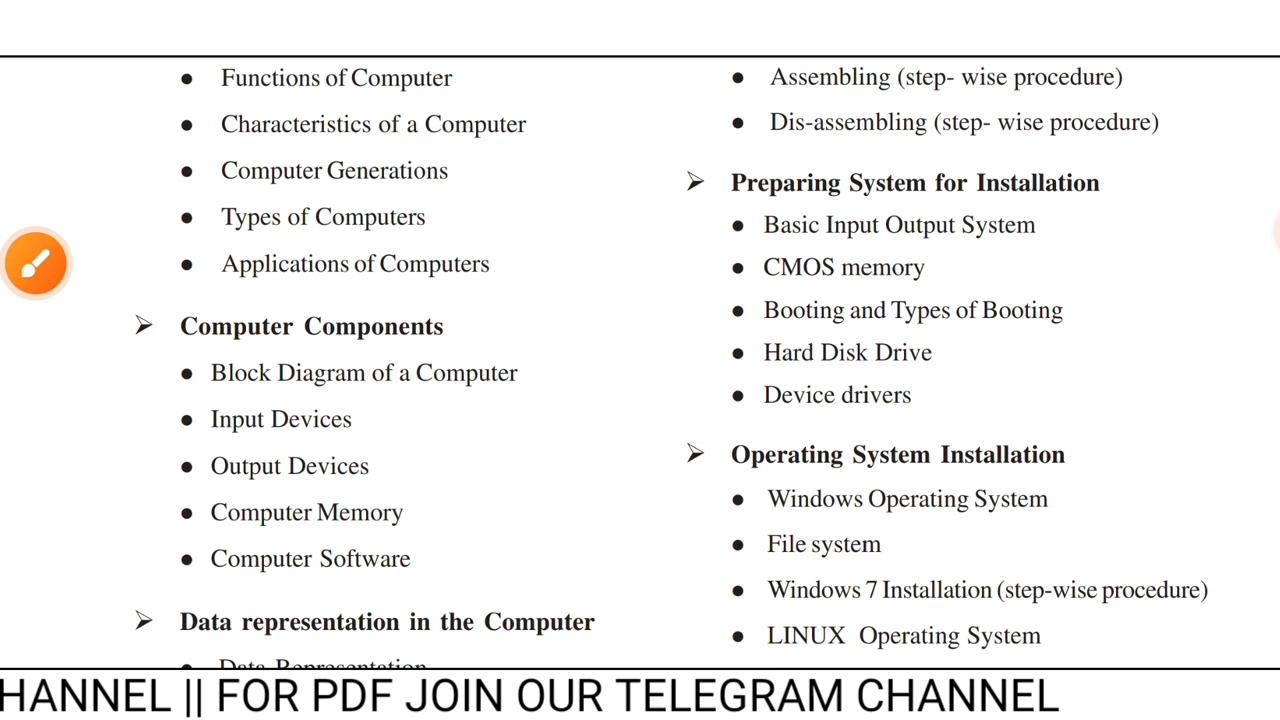 ● Functions of Computer
● Characteristics of a Computer
● Computer Generations
● Types of Computers
● Applications of Computers
➢ Computer Components
● Block Diagram of a Computer
● Input Devices
● Output Devices
● Computer Memory
● Computer Software
➢ Data representation in the Computer
● Data Representation
● Assembling (step- wise procedure)
● Dis-assembling (step- wise procedure)
➢ Preparing System for Installation
● Basic Input Output System
● CMOS memory
● Booting and Types of Booting
● Hard Disk Drive
● Device drivers
➢ Operating System Installation
● Windows Operating System
● File system
● Windows 7 Installation (step-wise procedure)
● LINUX Operating System
HANNEL || FOR PDF JOIN OUR TELEGRAM CHANNEL